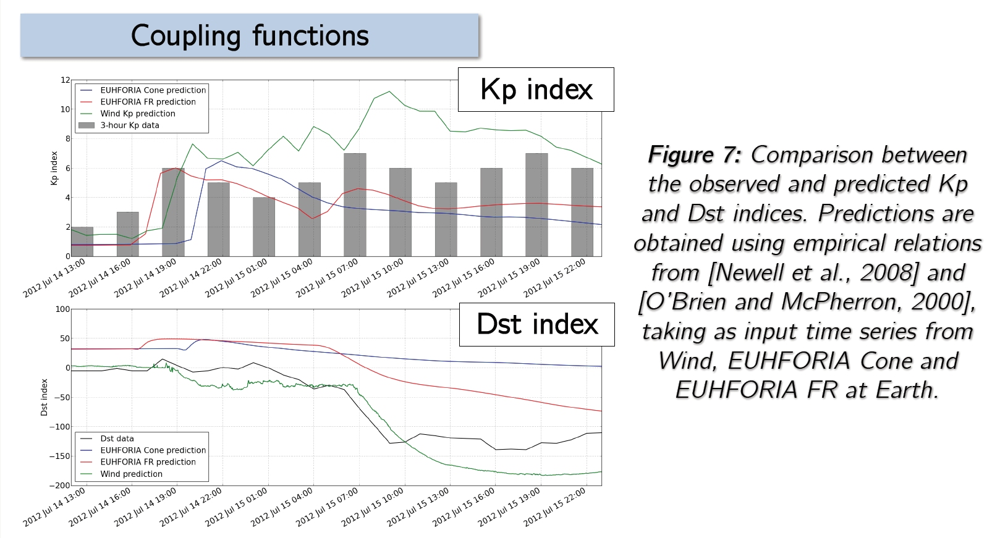 Coupling functions
Kp index
12
10
8
6
4
2
0
Kp index
EUHFORIA Cone prediction
EUHFORIA FR prediction
Wind Kp prediction
3-hour Kp data
2012 Jul 14 13:00
2012 Jul 14 16:00
2012 Jul 14 19:00
2012 Jul 14 22:00
2012 Jul 15 01:00
2012 Jul 15 04:00
2012 Jul 15 07:00
2012 Jul 15 10:00
2012 Jul 15 13:00
2012 Jul 15 16:00
2012 Jul 15 19:00
2012 Jul 15 22:00
Dst index
100
50
0
−50
−100
−150
−200
Dst index
Dst data
EUHFORIA Cone prediction
EUHFORIA FR prediction
Wind prediction
2012 Jul 14 13:00
2012 Jul 14 16:00
2012 Jul 14 19:00
2012 Jul 14 22:00
2012 Jul 15 01:00
2012 Jul 15 04:00
2012 Jul 15 07:00
2012 Jul 15 10:00
2012 Jul 15 13:00
2012 Jul 15 16:00
2012 Jul 15 19:00
2012 Jul 15 22:00
Figure 7: Comparison between
the observed and predicted Kp
and Dst indices. Predictions are
obtained using empirical relations
from [Newell et al., 2008] and
[O'Brien and McPherron, 2000],
taking as input time series from
Wind, EUHFORIA Cone and
EUHFORIA FR at Earth.